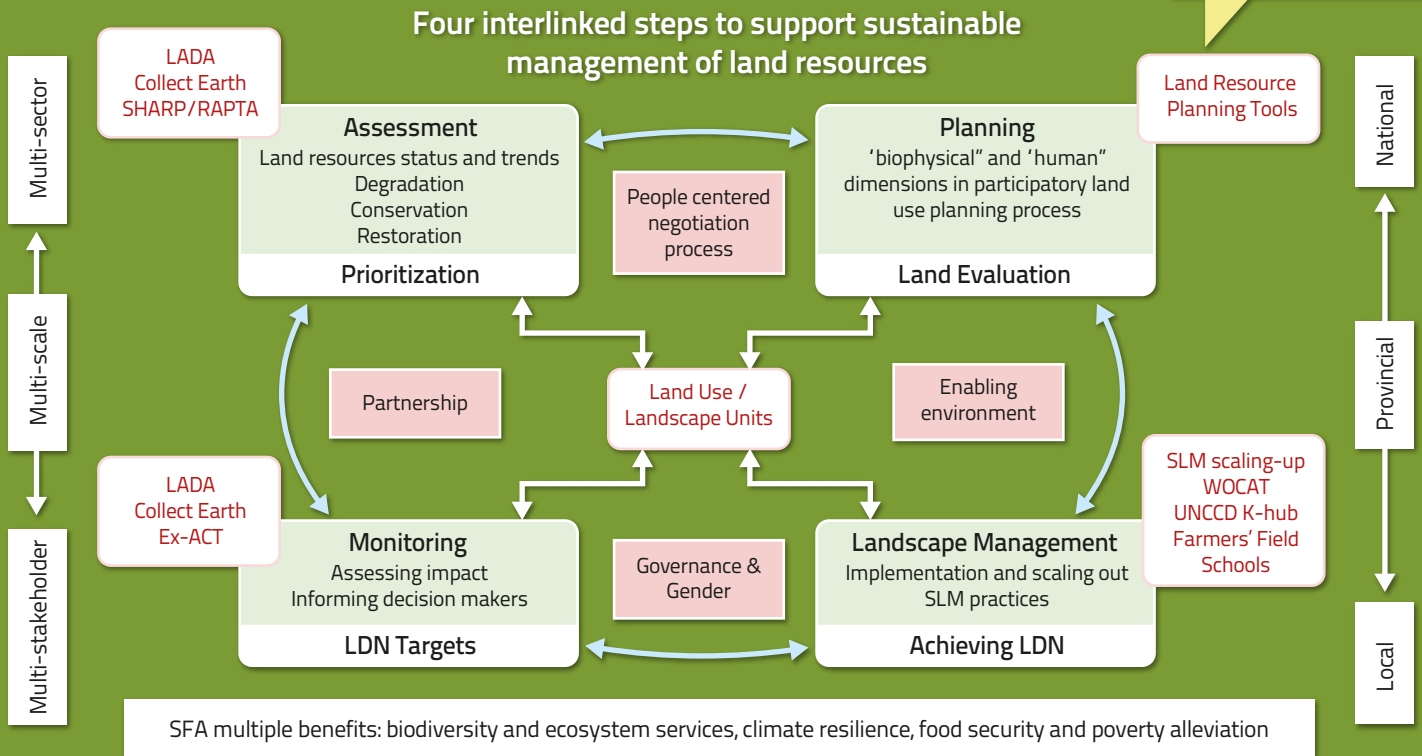 Four interlinked steps to support sustainable
management of land resources
Multi-sector
Multi-scale
Multi-stakeholder
LADA
Collect Earth
SHARP/RAPTA
Assessment
Land resources status and trends
Degradation
Conservation
Restoration
Prioritization
People centered
negotiation
process
Planning
‘biophysical” and ‘human”
dimensions in participatory land
use planning process
Land Evaluation
Land Resource
Planning Tools
National
Provincial
Local
Partnership
Land Use /
Landscape Units
Enabling
environment
LADA
Collect Earth
Ex-ACT
Monitoring
Assessing impact
Informing decision makers
LDN Targets
Governance &
Gender
Landscape Management
Implementation and scaling out
SLM practices
Achieving LDN
SLM scaling-up
WOCAT
UNCCD K-hub
Farmers’ Field
Schools
SFA multiple benefits: biodiversity and ecosystem services, climate resilience, food security and poverty alleviation